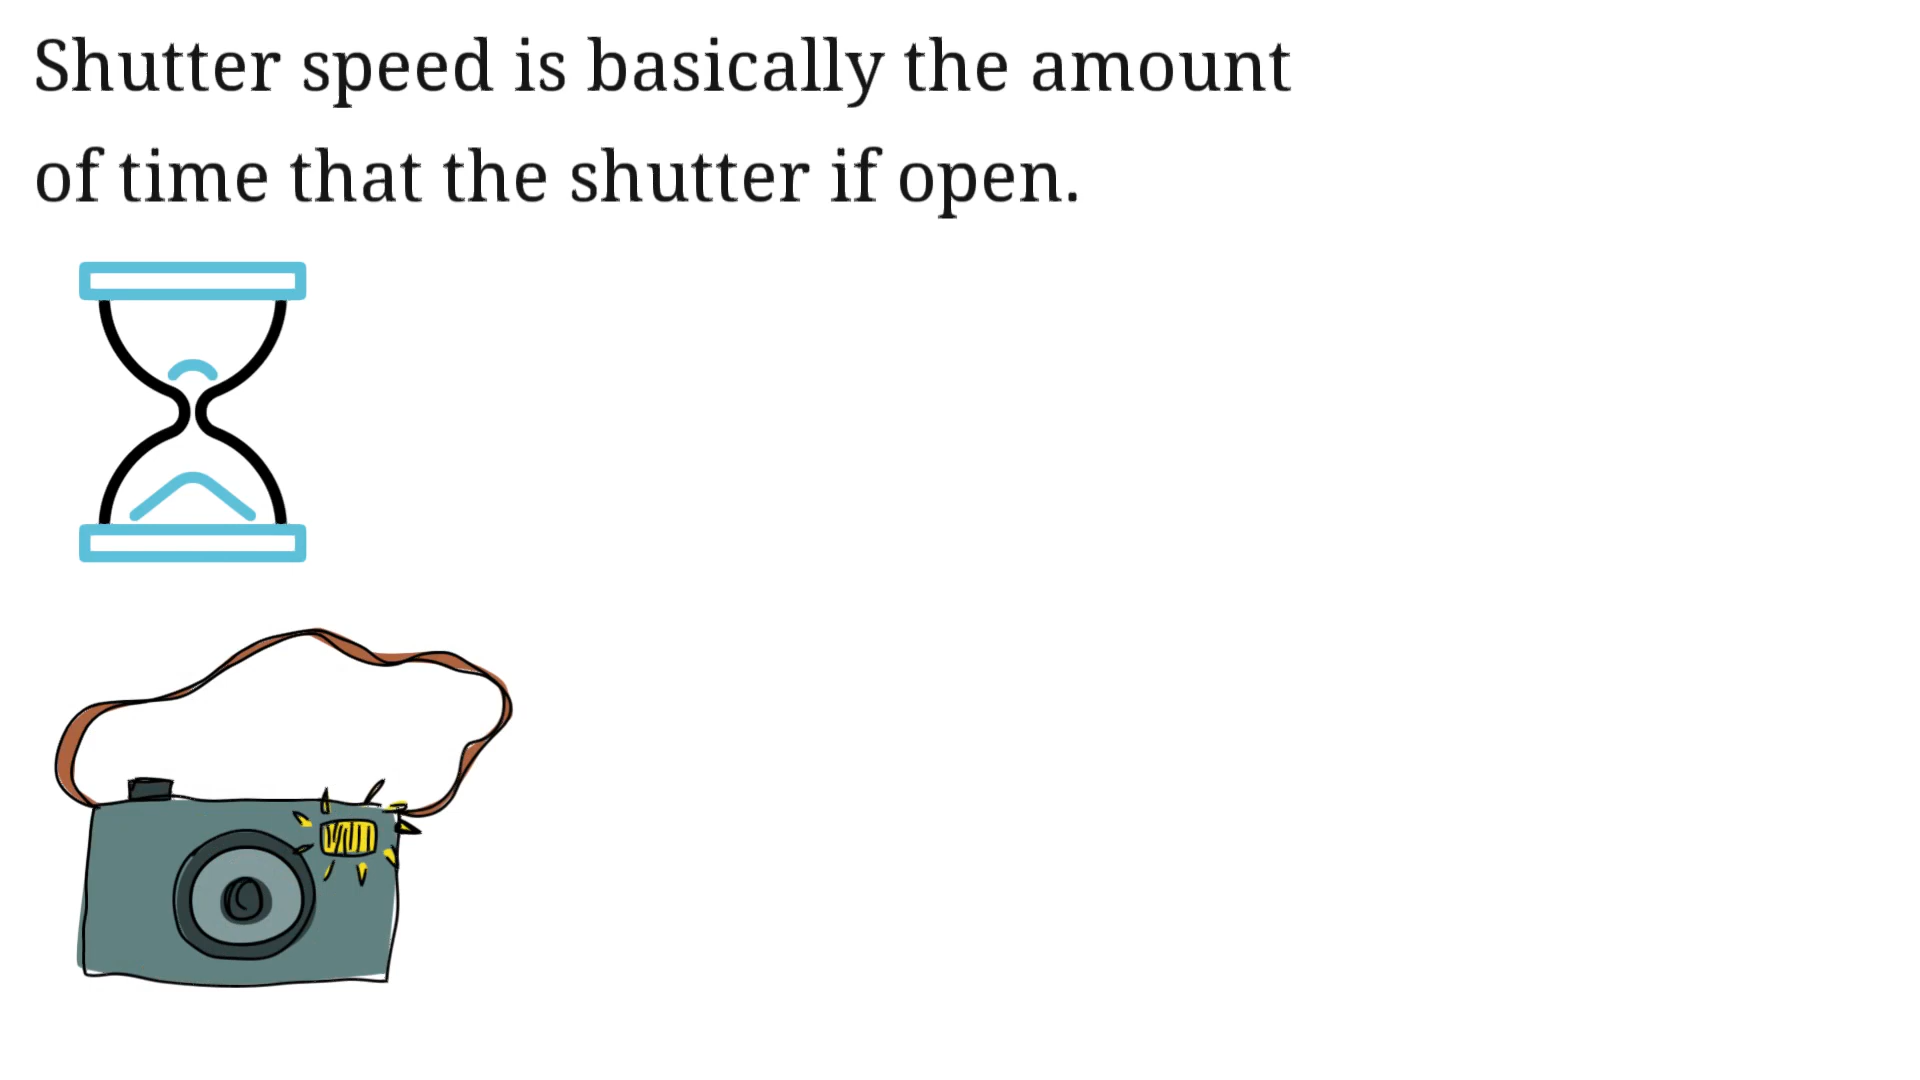 Shutter speed is basically the amount
of time that the shutter if open.